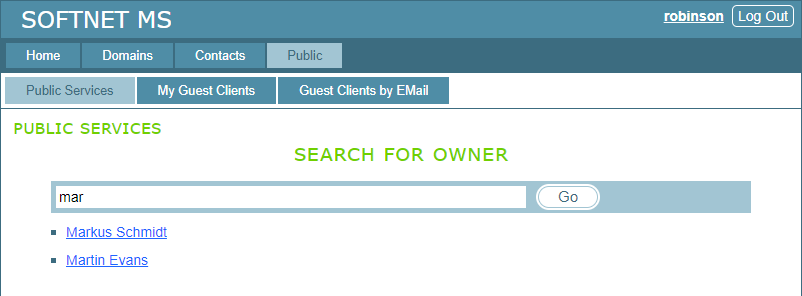 SOFTNET MS
robinson Log Out
Home Domains Contacts Public
Public Services My Guest Clients Guest Clients by EMail
PUBLIC SERVICES
SEARCH FOR OWNER
mar Go
Markus Schmidt
Martin Evans